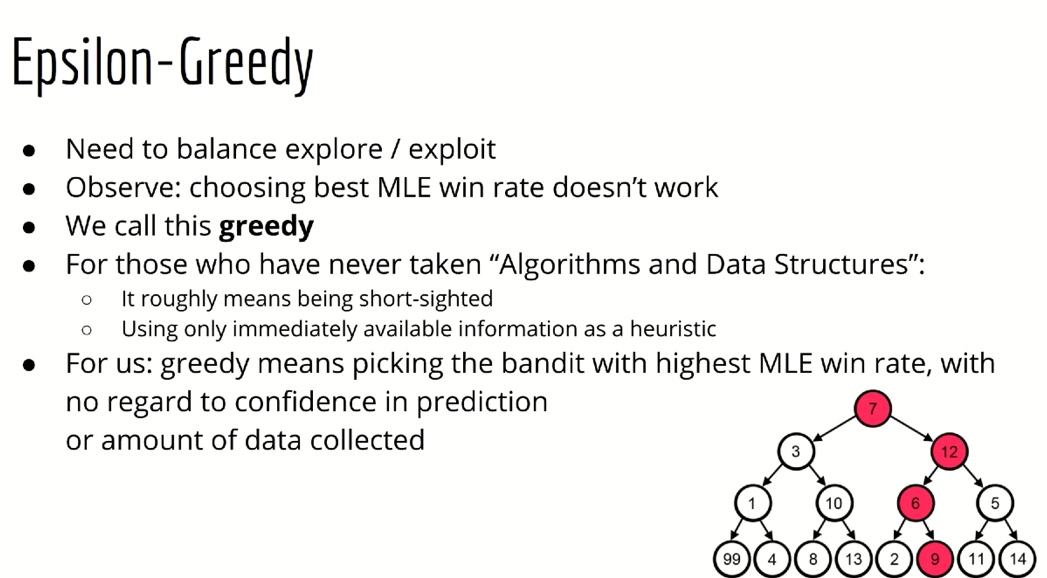 Epsilon-Greedy
● Need to balance explore / exploit
● Observe: choosing best MLE win rate doesn't work
● We call this greedy
● For those who have never taken “Algorithms and Data Structures”:
○ It roughly means being short-sighted
○ Using only immediately available information as a heuristic
● For us: greedy means picking the bandit with highest MLE win rate, with
no regard to confidence in prediction
or amount of data collected
7
3 12
1 10 6 5
99 4 8 13 2 9 11 14